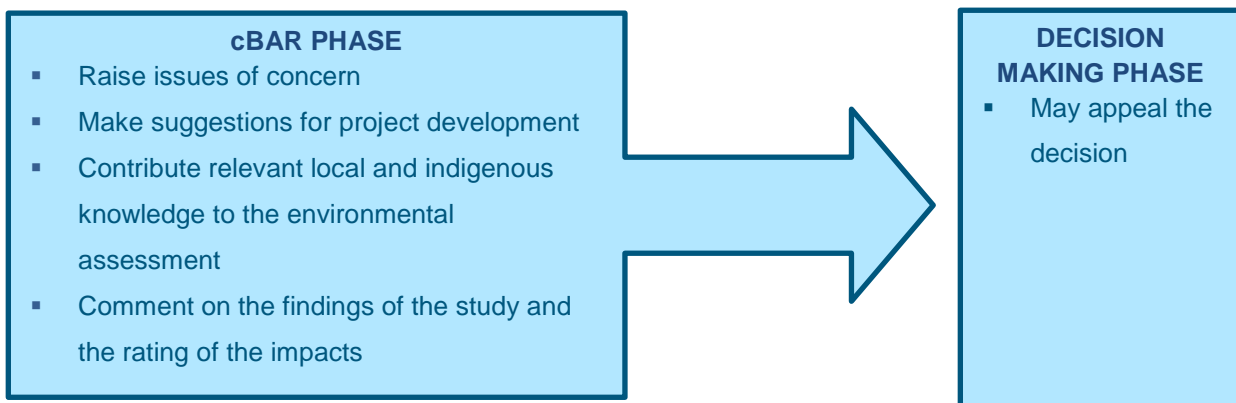 cBAR PHASE
▪ Raise issues of concern
▪ Make suggestions for project development
▪ Contribute relevant local and indigenous
knowledge to the environmental
assessment
▪ Comment on the findings of the study and
the rating of the impacts
DECISION
MAKING PHASE
▪ May appeal the
decision